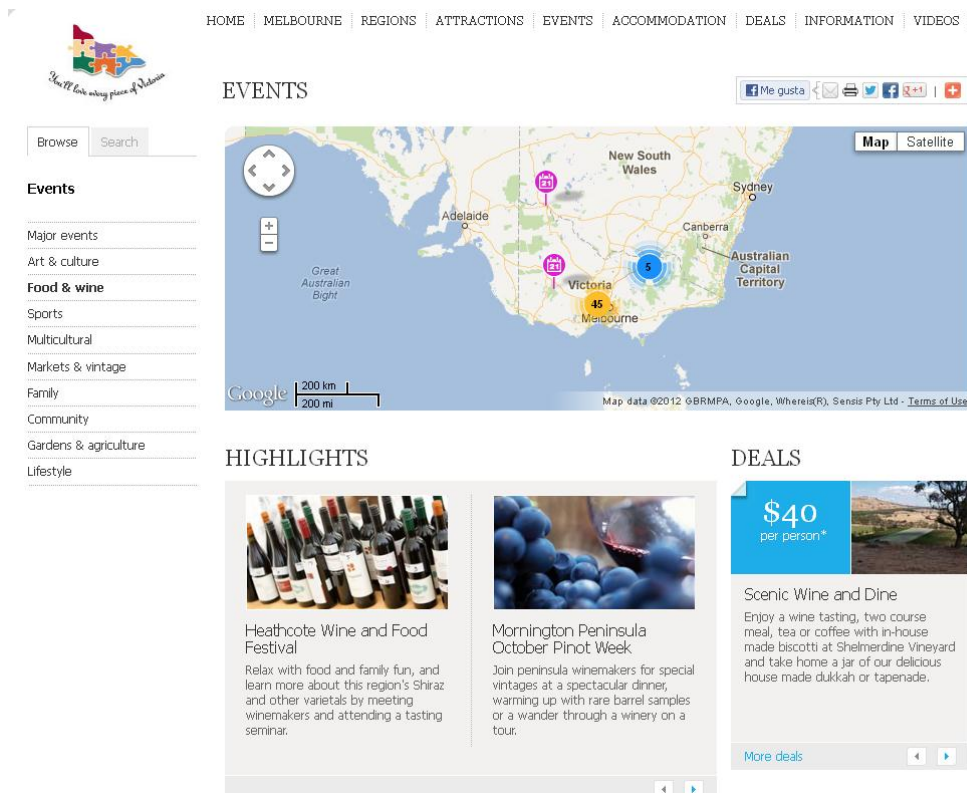 HOME MELBOURNE REGIONS ATTRACTIONS EVENTS ACCOMMODATION DEALS INFORMATION VIDEOS
You'll love every piece of Victoria
EVENTS
Me gusta
+1
Browse Search
Events
Major events
Art & culture
Food & wine
Sports
Multicultural
Markets & vintage
Family
Community
Gardens & agriculture
Lifestyle
Map Satellite
New South
Wales
21
Sydney
Adelaide
Canberra
Australian
Capital
Territory
5
21
Great
Australian
Bight
Victoria
45
Melbourne
Google
200 km
200 mi
Map data ©2012 GBRMPA, Google, Whereis(R), Sensis Pty Ltd - Terms of Use
HIGHLIGHTS
Heathcote Wine and Food
Festival
Relax with food and family fun, and
learn more about this region's Shiraz
and other varietals by meeting
winemakers and attending a tasting
seminar.
Mornington Peninsula
October Pinot Week
Join peninsula winemakers for special
vintages at a spectacular dinner,
warming up with rare barrel samples
or a wander through a winery on a
tour.
DEALS
$40
per person*
Scenic Wine and Dine
Enjoy a wine tasting, two course
meal, tea or coffee with in-house
made biscotti at Shelmerdine Vineyard
and take home a jar of our delicious
house made dukkah or tapenade.
More deals